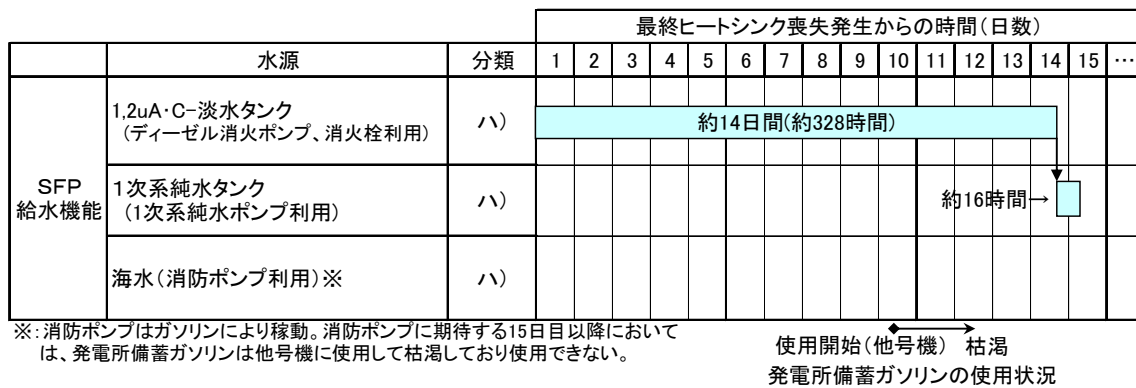 最終ヒートシンク喪失発生からの時間(日数)
水源 分類 1 2 3 4 5 6 7 8 9 10 11 12 13 14 15 …
SFP
給水機能
1,2uA・C-淡水タンク
(ディーゼル消火ポンプ、消火栓利用)
ハ)
約14日間(約328時間)
1次系純水タンク
(1次系純水ポンプ利用)
ハ)
約16時間→
海水(消防ポンプ利用)※
ハ)
※:消防ポンプはガソリンにより稼動。消防ポンプに期待する15日目以降において
は、発電所備蓄ガソリンは他号機に使用して枯渇しており使用できない。
使用開始(他号機) 枯渇
発電所備蓄ガソリンの使用状況